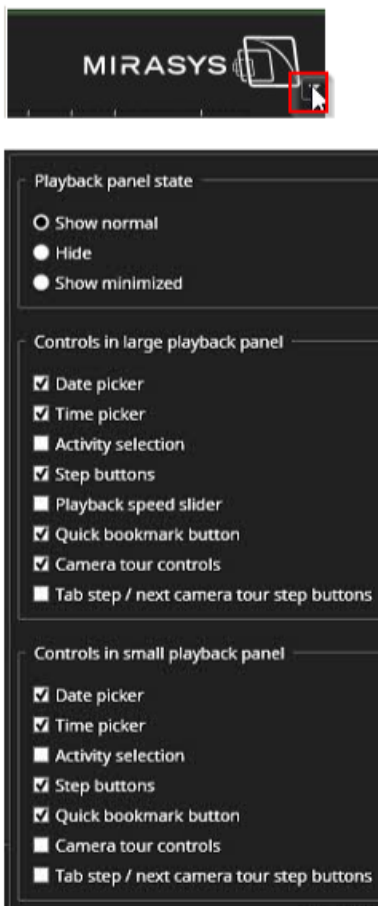 MIRASYS
Playback panel state
Show normal
Hide
Show minimized
Controls in large playback panel
Date picker
Time picker
Activity selection
Step buttons
Playback speed slider
Quick bookmark button
Camera tour controls
Tab step / next camera tour step buttons
Controls in small playback panel
Date picker
Time picker
Activity selection
Step buttons
Quick bookmark button
Camera tour controls
Tab step / next camera tour step buttons